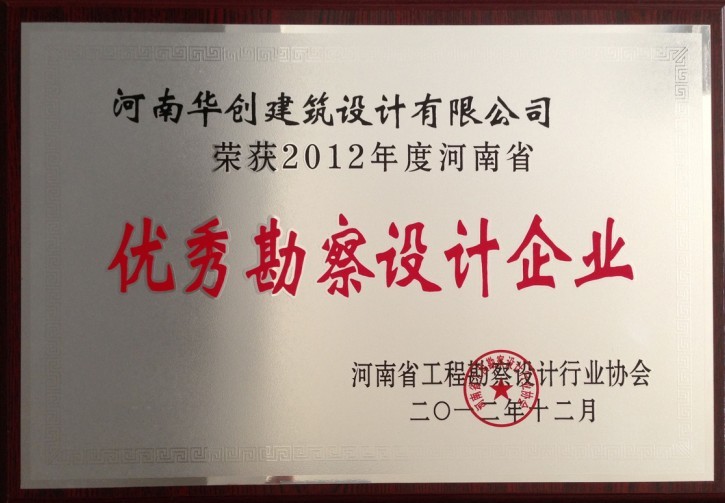 河南华创建筑设计有限公司
荣获2012年度河南省
优秀勘察设计企业
河南省工程勘察设计行业协会
二〇一二年十二月